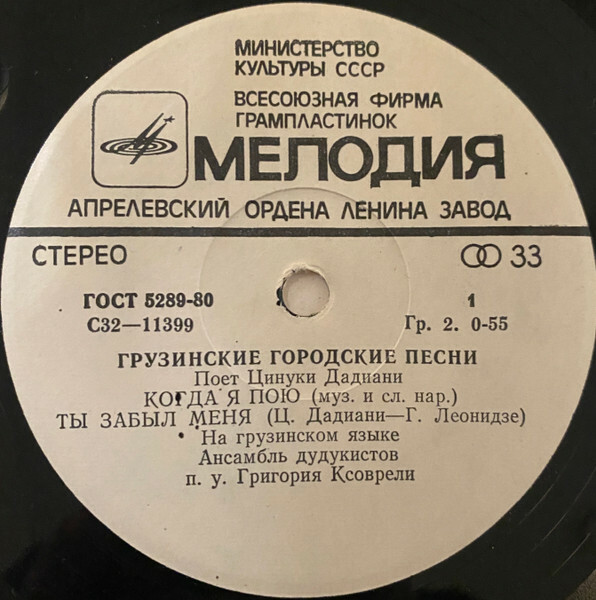 МИНИСТЕРСТВО
КУЛЬТУРЫ СССР
ВСЕСОЮЗНАЯ ФИРМА
ГРАМПЛАСТИНОК
МЕЛОДИЯ
АПРЕЛЕВСКИЙ ОРДЕНА ЛЕНИНА ЗАВОД
СТЕРЕО 33
ГОСТ 5289-80 1
С32—11399 Гр. 2. 0-55
ГРУЗИНСКИЕ ГОРОДСКИЕ ПЕСНИ
Поет Цинуки Дадиани
КОГДА Я ПОЮ (муз. и сл. нар.)
ТЫ ЗАБЫЛ МЕНЯ (Ц. Дадиани—Г. Леонидзе)
На грузинском языке
Ансамбль дудукистов
п. у. Григория Ксоврели